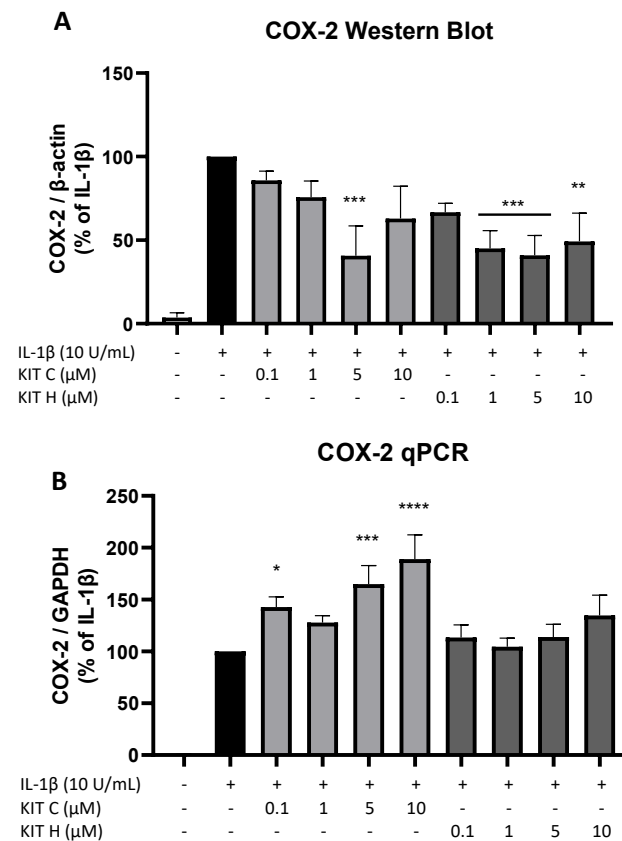 A
COX-2 Western Blot
COX-2 / β-actin
(% of IL-1β)
150
100
50
0
***
***
**
IL-1β (10 U/mL) - + + + + + + + + +
KIT C (μM) - - 0.1 1 5 10 - - - -
KIT H (μM) - - - - - - 0.1 1 5 10
B
COX-2 qPCR
COX-2 / GAPDH
(% of IL-1β)
250
200
150
100
50
0
*
***
****
IL-1β (10 U/mL) - + + + + + + + + +
KIT C (μM) - - 0.1 1 5 10 - - - -
KIT H (μM) - - - - - - 0.1 1 5 10